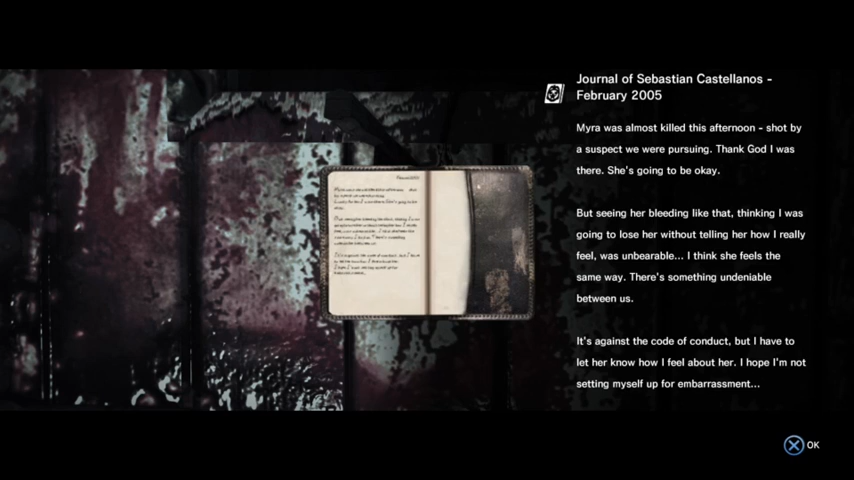 Journal of Sebastian Castellanos -
February 2005
Myra was almost killed this afternoon - shot by
a suspect we were pursuing. Thank God I was
there. She's going to be okay.
But seeing her bleeding like that, thinking I was
going to lose her without telling her how I really
feel, was unbearable... I think she feels the
same way. There's something undeniable
between us.
It's against the code of conduct, but I have to
let her know how I feel about her. I hope I'm not
setting myself up for embarrassment...
OK